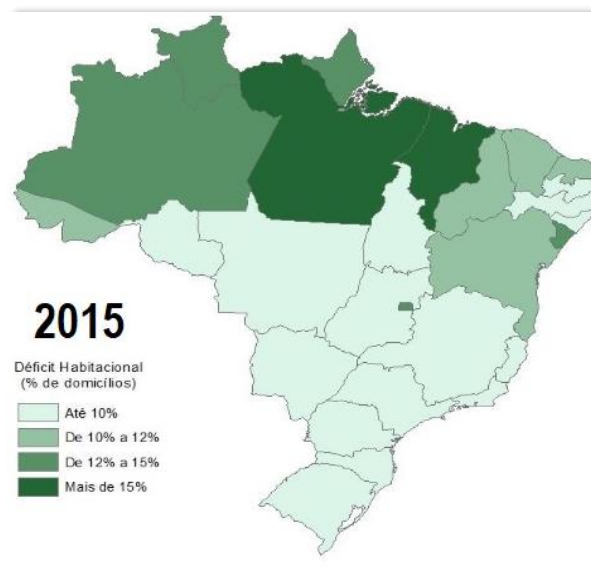 2015
Déficit Habitacional
(% de domicílios)
Até 10%
De 10% a 12%
De 12% a 15%
Mais de 15%